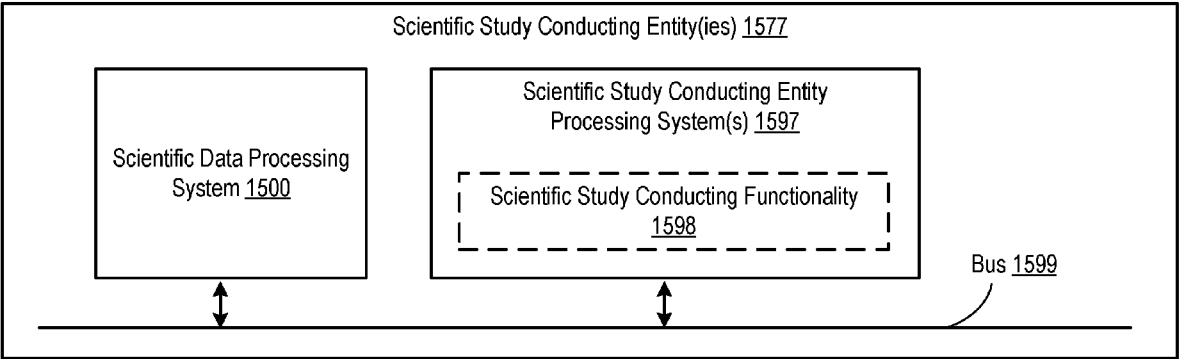 Scientific Study Conducting Entity(ies) 1577
Scientific Data Processing
System 1500
Scientific Study Conducting Entity
Processing System(s) 1597
Scientific Study Conducting Functionality
1598
Bus 1599